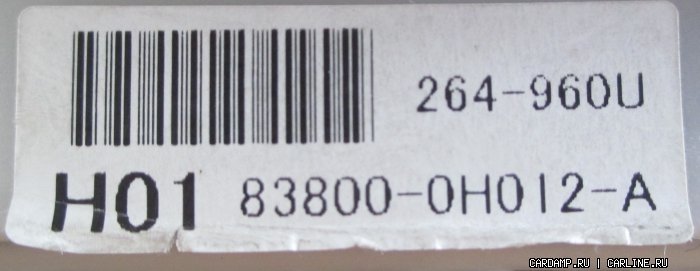 264-960U
H01 83800-0H012-A
CARDAMP.RU | CARLINE.RU